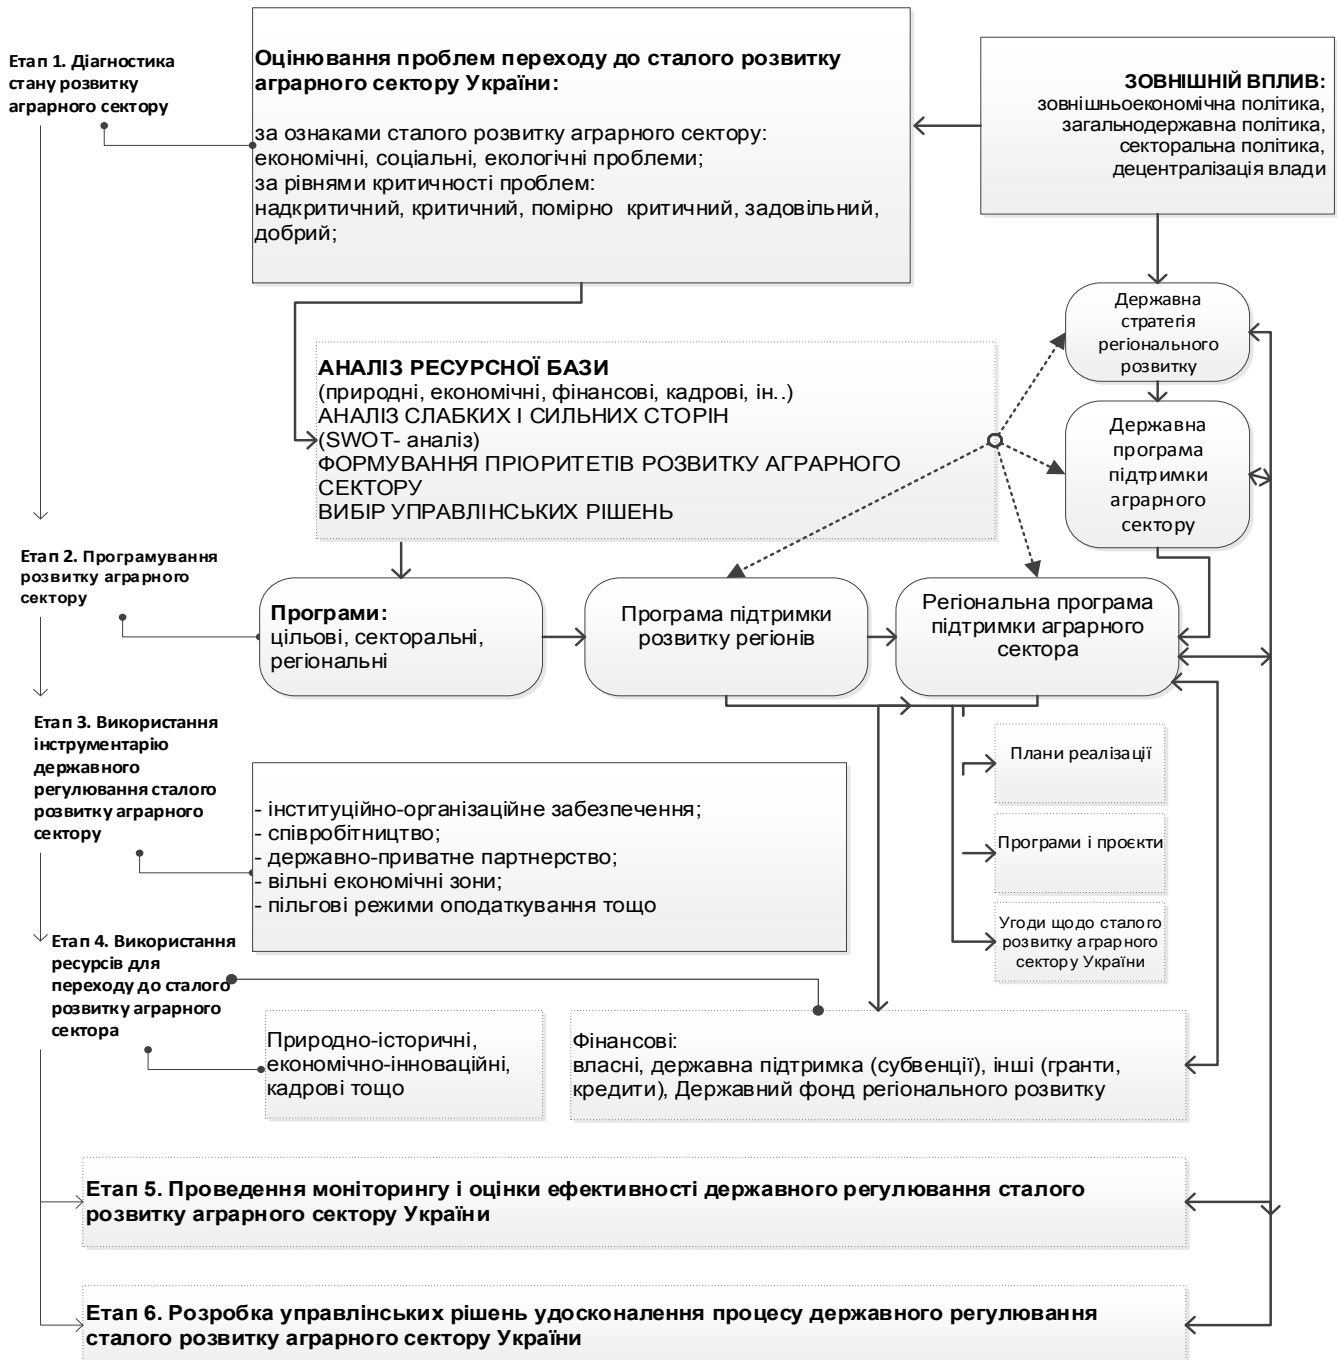 Етап 1. Діагностика
стану розвитку
аграрного сектору
Оцінювання проблем переходу до сталого розвитку
аграрного сектору України:
за ознаками сталого розвитку аграрного сектору:
економічні, соціальні, екологічні проблеми;
за рівнями критичності проблем:
надкритичний, критичний, помірно критичний, задовільний,
добрий;
ЗОВНІШНІЙ ВПЛИВ:
зовнішньоекономічна політика,
загальнодержавна політика,
секторальна політика,
децентралізація влади
Державна
стратегія
регіонального
розвитку
АНАЛІЗ РЕСУРСНОЇ БАЗИ
(природні, економічні, фінансові, кадрові, ін..)
АНАЛІЗ СЛАБКИХ І СИЛЬНИХ СТОРІН
(SWOT- аналіз)
ФОРМУВАННЯ ПРІОРИТЕТІВ РОЗВИТКУ АГРАРНОГО
СЕКТОРУ
ВИБІР УПРАВЛІНСЬКИХ РІШЕНЬ
Державна
програма
підтримки
аграрного
сектору
Етап 2. Програмування
розвитку аграрного
сектору
Програми:
цільові, секторальні,
регіональні
Програма підтримки
розвитку регіонів
Регіональна програма
підтримки аграрного
сектора
Етап 3. Використання
інструментарію
державного
регулювання сталого
розвитку аграрного
сектору
- інституційно-організаційне забезпечення;
- співробітництво;
- державно-приватне партнерство;
- вільні економічні зони;
- пільгові режими оподаткування тощо
Плани реалізації
Програми і проєкти
Угоди щодо сталого
розвитку аграрного
сектору України
Етап 4. Використання
ресурсів для
переходу до сталого
розвитку аграрного
сектора
Природно-історичні,
економічно-інноваційні,
кадрові тощо
Фінансові:
власні, державна підтримка (субвенції), інші (гранти,
кредити), Державний фонд регіонального розвитку
Етап 5. Проведення моніторингу і оцінки ефективності державного регулювання сталого
розвитку аграрного сектору України
Етап 6. Розробка управлінських рішень удосконалення процесу державного регулювання
сталого розвитку аграрного сектору України